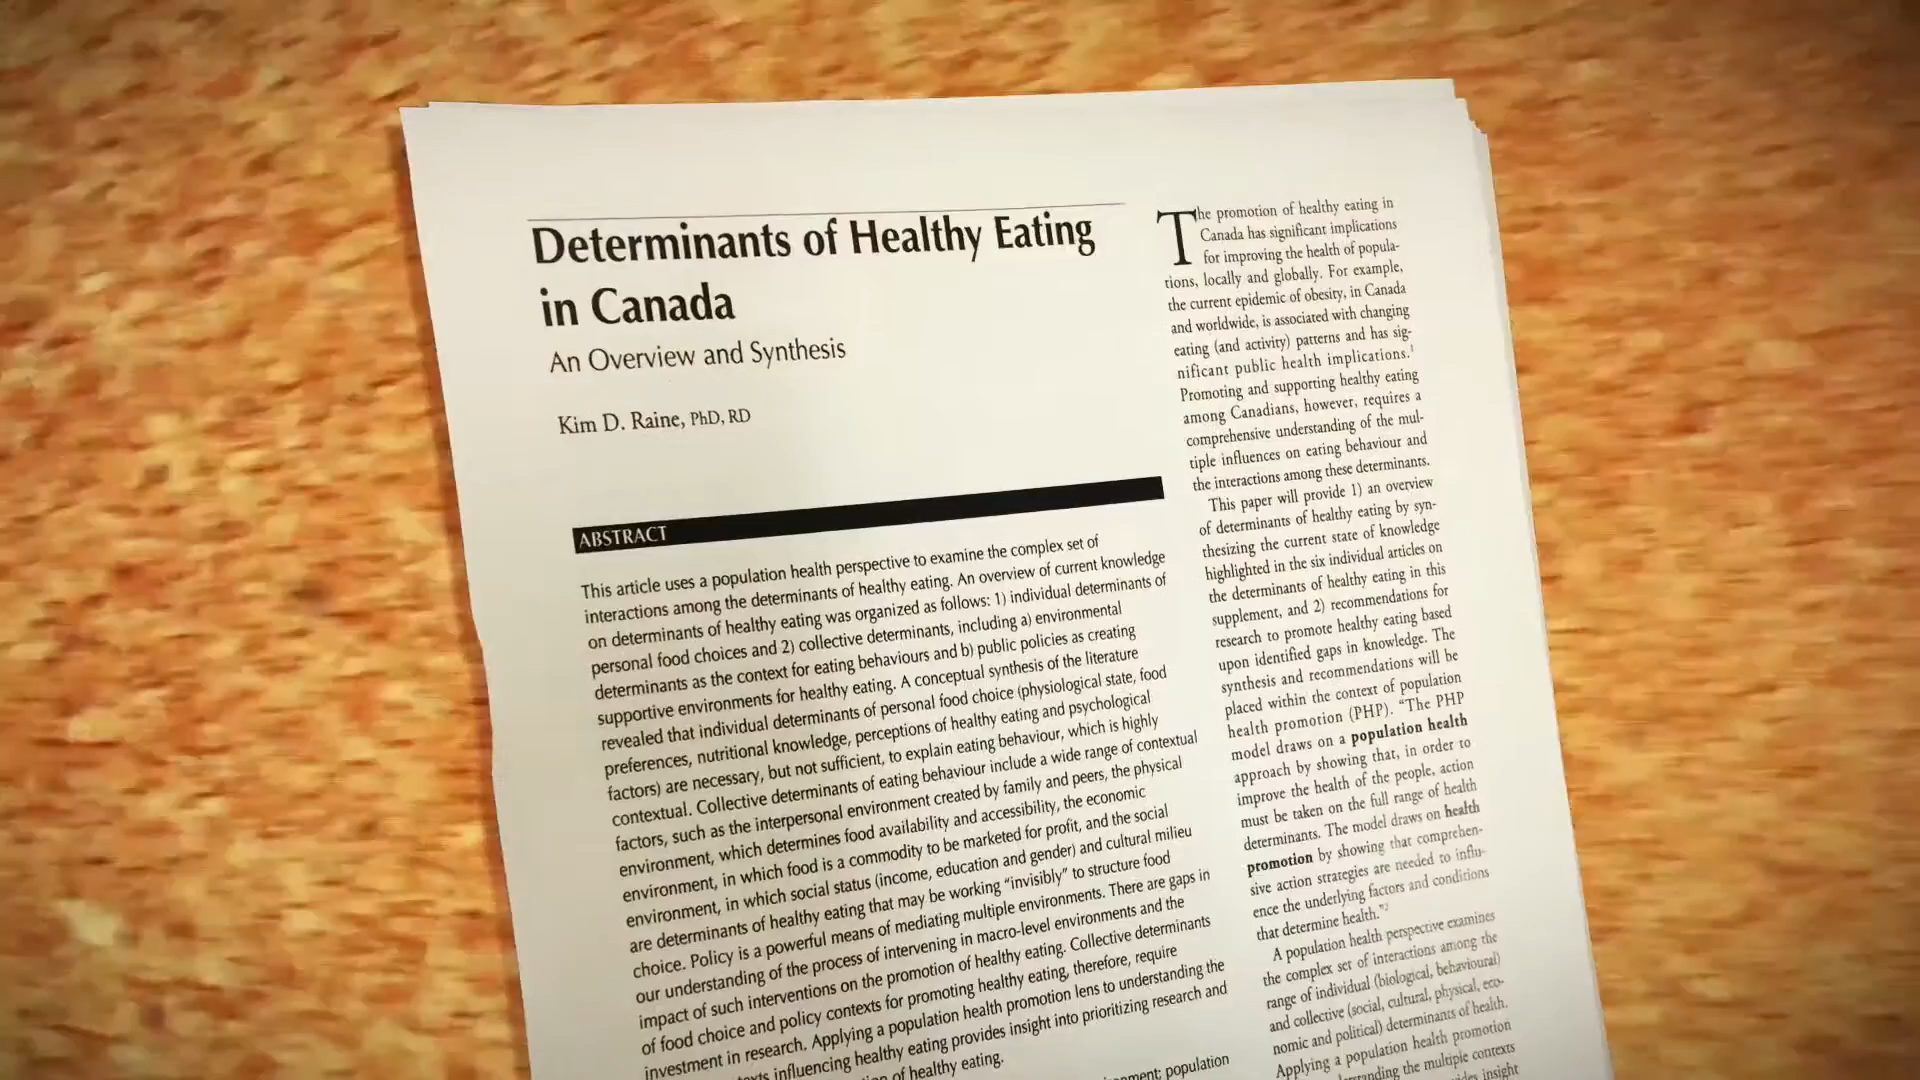 Determinants of Healthy Eating
in Canada
An Overview and Synthesis
Kim D. Raine, PhD, RD
ABSTRACT
This article uses a population health perspective to examine the complex set of
interactions among the determinants of healthy eating. An overview of current knowledge
on determinants of healthy eating was organized as follows: 1) individual determinants of
personal food choices and 2) collective determinants, including a) environmental
determinants as the context for eating behaviours and b) public policies as creating
supportive environments for healthy eating. A conceptual synthesis of the literature
revealed that individual determinants of personal food choice (physiological state, food
preferences, nutritional knowledge, perceptions of healthy eating and psychological
factors) are necessary, but not sufficient, to explain eating behaviour, which is highly
contextual. Collective determinants of eating behaviour include a wide range of contextual
factors, such as the interpersonal environment created by family and peers, the physical
environment, which determines food availability and accessibility, the economic
environment, in which food is a commodity to be marketed for profit, and the social
environment, in which social status (income, education and gender) and cultural milieu
are determinants of healthy eating that may be working “invisibly” to structure food
choice. Policy is a powerful means of mediating multiple environments. There are gaps in
our understanding of the process of intervening in macro-level environments and the
impact of such interventions on the promotion of healthy eating. Collective determinants
of food choice and policy contexts for promoting healthy eating, therefore, require
investment in research. Applying a population health promotion lens to understanding the
influencing healthy eating provides insight into prioritizing research and
of healthy eating.
population
The promotion of healthy eating in
Canada has significant implications
for improving the health of popula-
tions, locally and globally. For example,
the current epidemic of obesity, in Canada
and worldwide, is associated with changing
eating (and activity) patterns and has sig-
nificant public health implications.1
Promoting and supporting healthy eating
among Canadians, however, requires a
comprehensive understanding of the mul-
tiple influences on eating behaviour and
the interactions among these determinants.
This paper will provide 1) an overview
of determinants of healthy eating by syn-
thesizing the current state of knowledge
highlighted in the six individual articles on
the determinants of healthy eating in this
supplement, and 2) recommendations for
research to promote healthy eating based
upon identified gaps in knowledge. The
synthesis and recommendations will be
placed within the context of population
health promotion (PHP). “The PHP
model draws on a population health
approach by showing that, in order to
improve the health of the people, action
must be taken on the full range of health
determinants. The model draws on health
promotion by showing that comprehen-
sive action strategies are needed to influ-
ence the underlying factors and conditions
that determine health.”2
A population health perspective examines
the complex set of interactions among the
range of individual (biological, behavioural)
and collective (social, cultural, physical, eco-
nomic and political) determinants of health.
Applying a population health promotion
the multiple contexts
insight